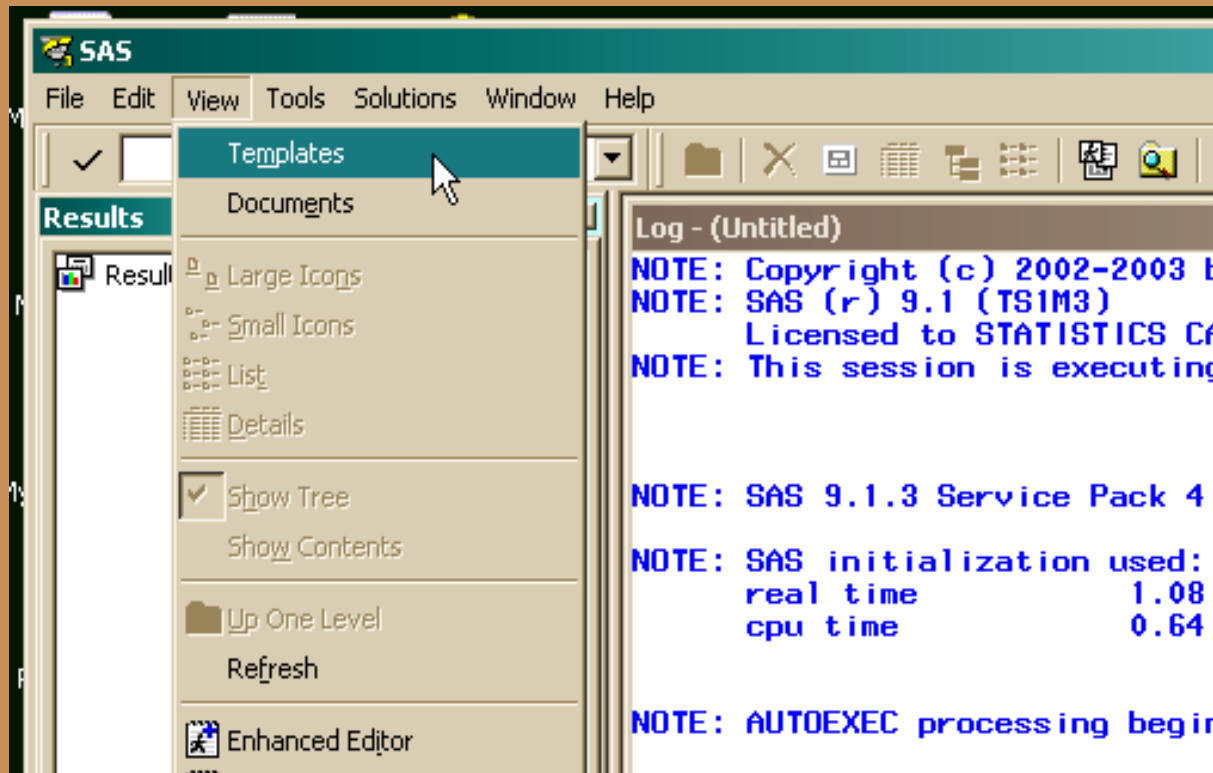 SAS
File Edit View Tools Solutions Window Help
Templates
Documents
Large Icons
Small Icons
List
Details
Show Tree
Show Contents
Up One Level
Refresh
Enhanced Editor
Results
Log - (Untitled)
NOTE: Copyright (c) 2002-2003
NOTE: SAS (r) 9.1 (TS1M3)
Licensed to STATISTICS
NOTE: This session is
NOTE: SAS 9.1.3 Service Pack 4
NOTE: SAS initialization used:
real time 1.08
cpu time 0.64
NOTE: AUTOEXEC processing